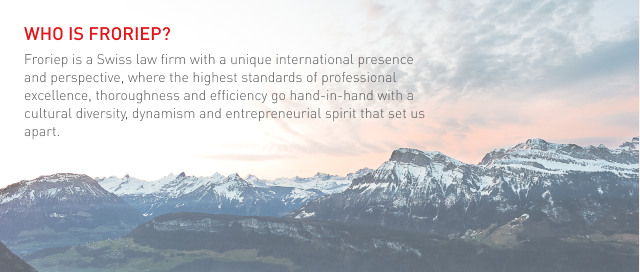 WHO IS FRORIEP?
Froriep is a Swiss law firm with a unique international presence
and perspective, where the highest standards of professional
excellence, thoroughness and efficiency go hand-in-hand with a
cultural diversity, dynamism and entrepreneurial spirit that set us
apart.